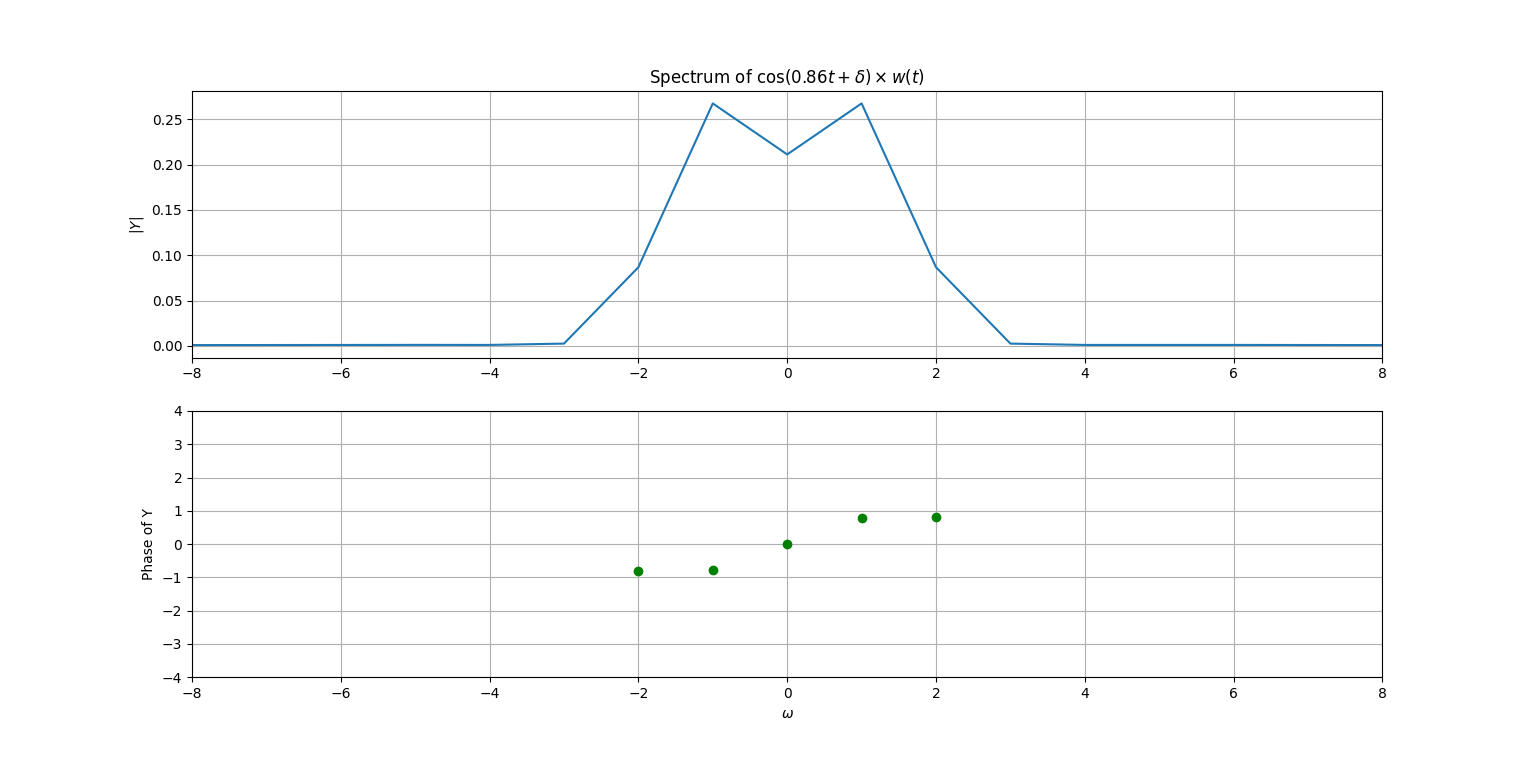 Spectrum of cos(0.86t + δ) × w(t)
|Y|
0.25
0.20
0.15
0.10
0.05
0.00
−8 −6 −4 −2 0 2 4 6 8
Phase of Y
4
3
2
1
0
−1
−2
−3
−4
−8 −6 −4 −2 0 2 4 6 8
ω